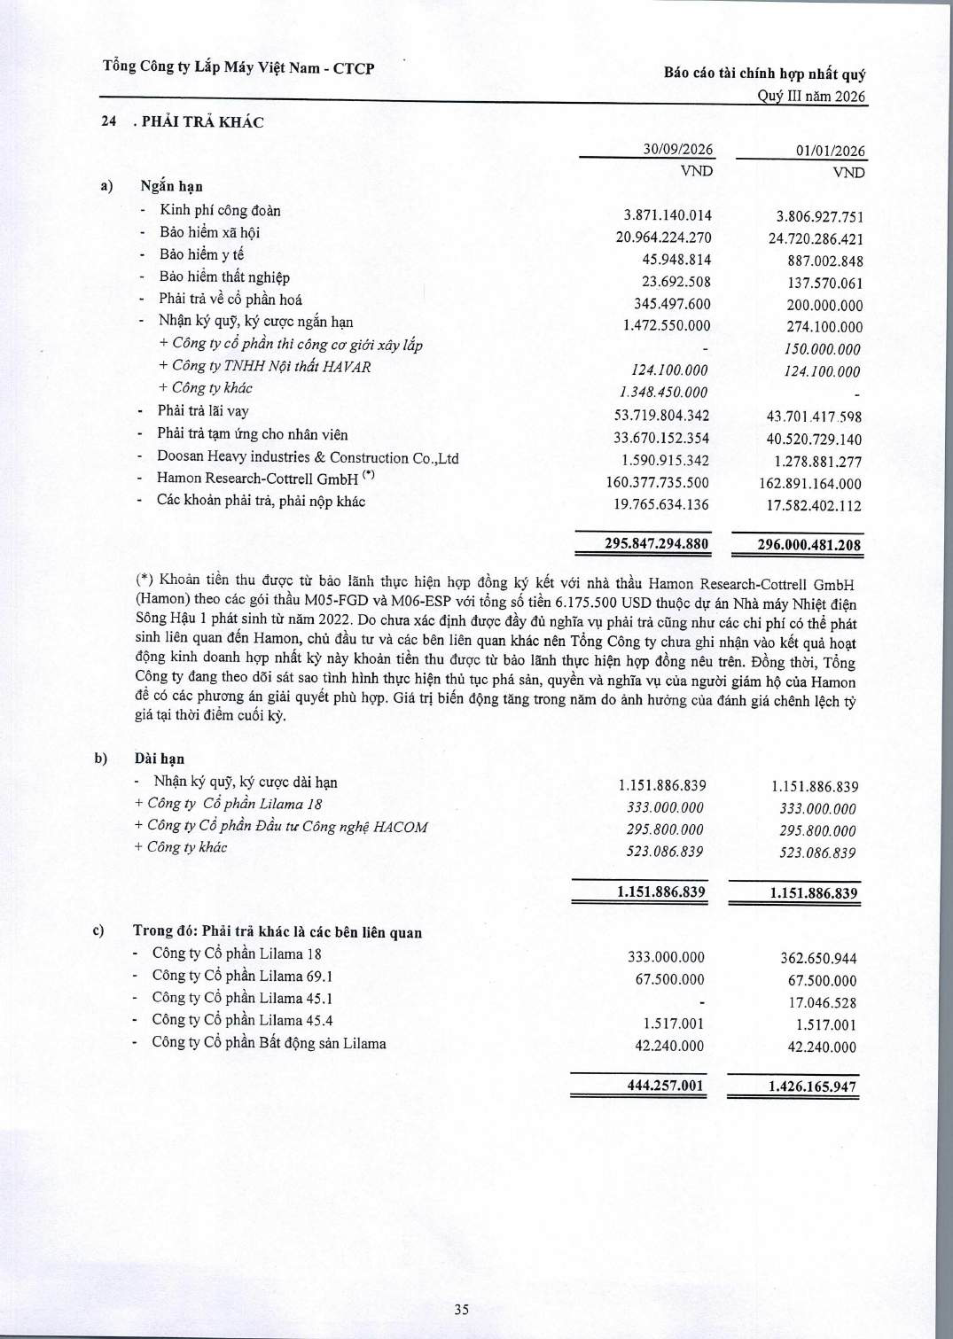 Tổng Công ty Lắp Máy Việt Nam - CTCP
Báo cáo tài chính hợp nhất quý
Quý III năm 2026
24 . PHẢI TRẢ KHÁC
30/09/2026 01/01/2026
VND VND
a) Ngắn hạn
- Kinh phí công đoàn 3.871.140.014 3.806.927.751
- Bảo hiểm xã hội 20.964.224.270 24.720.286.421
- Bảo hiểm y tế 45.948.814 887.002.848
- Bảo hiểm thất nghiệp 23.692.508 137.570.061
- Phải trả về cổ phần hoá 345.497.600 200.000.000
- Nhận ký quỹ, ký cược ngắn hạn 1.472.550.000 274.100.000
+ Công ty cổ phần thi công cơ giới xây lắp - 150.000.000
+ Công ty TNHH Nội thất HAVAR 124.100.000 124.100.000
+ Công ty khác 1.348.450.000 -
- Phải trả lãi vay 53.719.804.342 43.701.417.598
- Phải trả tạm ứng cho nhân viên 33.670.152.354 40.520.729.140
- Doosan Heavy industries & Construction Co.,Ltd 1.590.915.342 1.278.881.277
- Hamon Research-Cottrell GmbH (*) 160.377.735.500 162.891.164.000
- Các khoản phải trả, phải nộp khác 19.765.634.136 17.582.402.112
295.847.294.880 296.000.481.208
(*) Khoản tiền thu được từ bảo lãnh thực hiện hợp đồng ký kết với nhà thầu Hamon Research-Cottrell GmbH
(Hamon) theo các gói thầu M05-FGD và M06-ESP với tổng số tiền 6.175.500 USD thuộc dự án Nhà máy Nhiệt điện
Sông Hậu 1 phát sinh từ năm 2022. Do chưa xác định được đầy đủ nghĩa vụ phải trả cũng như các chi phí có thể phát
sinh liên quan đến Hamon, chủ đầu tư và các bên liên quan khác nên Tổng Công ty chưa ghi nhận vào kết quả hoạt
động kinh doanh hợp nhất kỳ này khoản tiền thu được từ bảo lãnh thực hiện hợp đồng nêu trên. Đồng thời, Tổng
Công ty đang theo dõi sát sao tình hình thực hiện thủ tục phá sản, quyền và nghĩa vụ của người giám hộ của Hamon
để có các phương án giải quyết phù hợp. Giá trị biến động tăng trong năm do ảnh hưởng của đánh giá chênh lệch tỷ
giá tại thời điểm cuối kỳ.
b) Dài hạn
- Nhận ký quỹ, ký cược dài hạn 1.151.886.839 1.151.886.839
+ Công ty Cổ phần Lilama 18 333.000.000 333.000.000
+ Công ty Cổ phần Đầu tư Công nghệ HACOM 295.800.000 295.800.000
+ Công ty khác 523.086.839 523.086.839
1.151.886.839 1.151.886.839
c) Trong đó: Phải trả khác là các bên liên quan
- Công ty Cổ phần Lilama 18 333.000.000 362.650.944
- Công ty Cổ phần Lilama 69.1 67.500.000 67.500.000
- Công ty Cổ phần Lilama 45.1 - 17.046.528
- Công ty Cổ phần Lilama 45.4 1.517.001 1.517.001
- Công ty Cổ phần Bất động sản Lilama 42.240.000 42.240.000
444.257.001 1.426.165.947
35